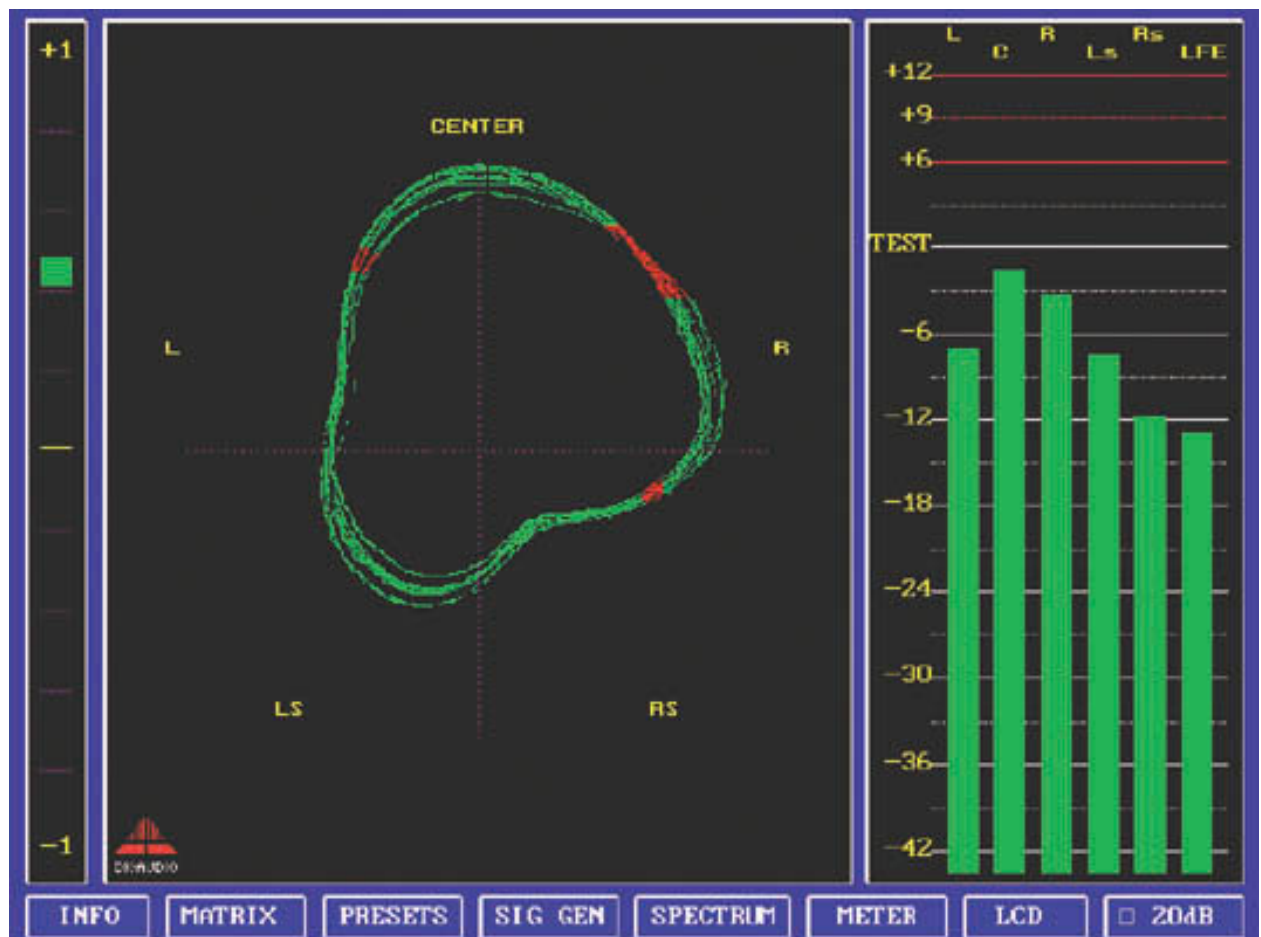 +1
-1
CENTER
L
R
LS
RS
L R Rs
C Ls LFE
+12
+9
+6
TEST
-6
-12
-18
-24
-30
-36
-42
INFO MATRIX PRESETS SIG GEN SPECTRUM METER LCD □ 20dB